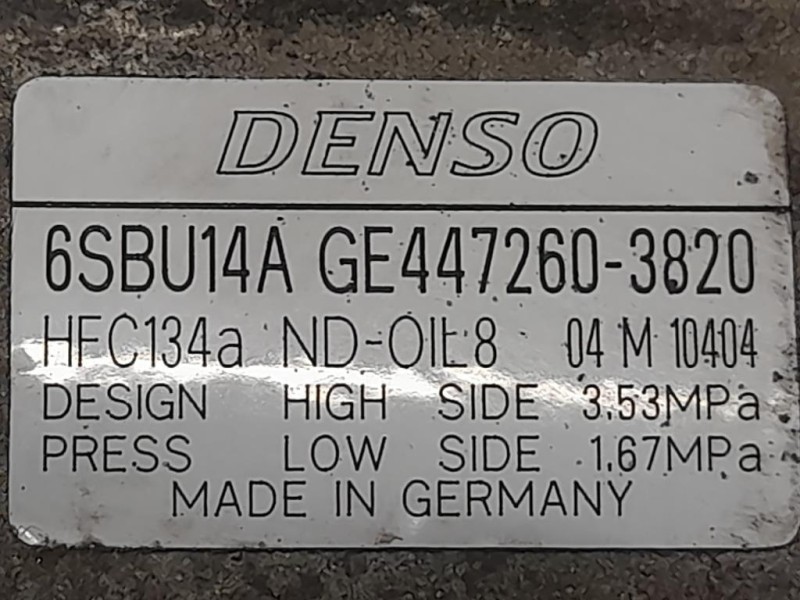 DENSO
6SBU14A GE447260-3820
HFC134a ND-OIL8 04 M 10404
DESIGN HIGH SIDE 3.53MPa
PRESS LOW SIDE 1.67MPa
MADE IN GERMANY